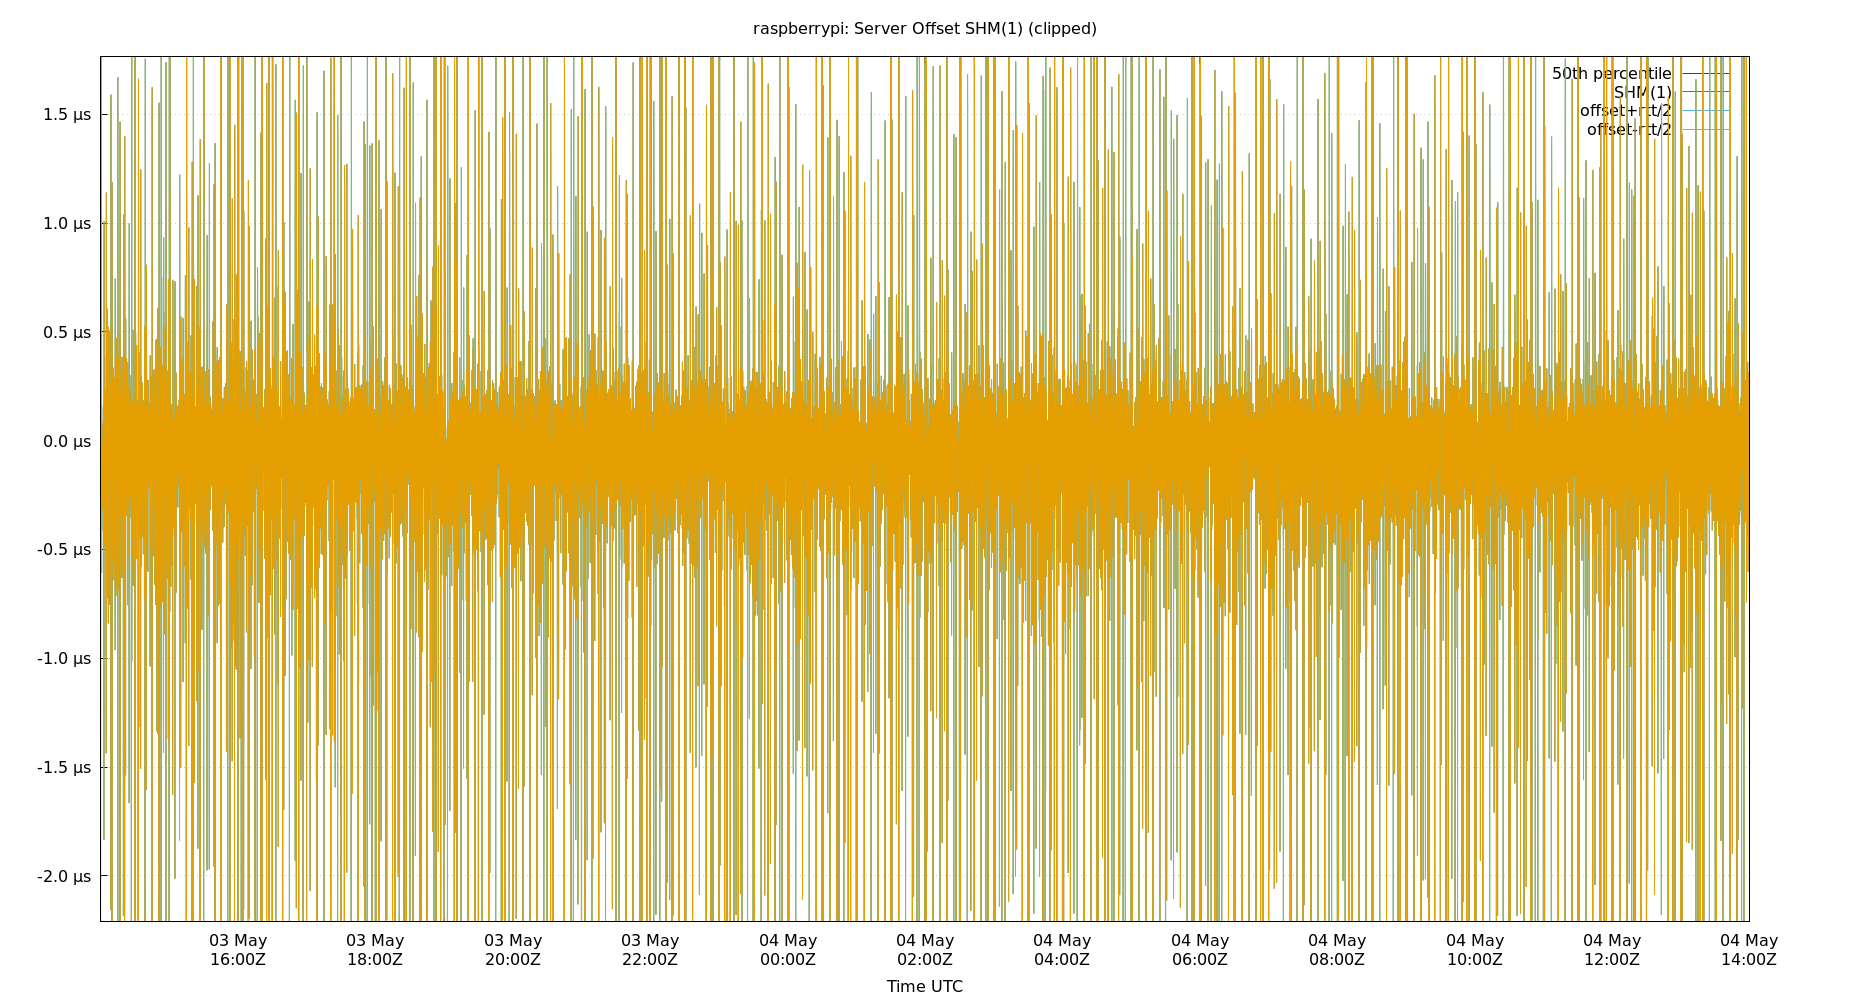 raspberrypi: Server Offset SHM(1) (clipped)
50th percentile
SHM(1)
offset+rtt/2
offset-rtt/2
1.5 µs
1.0 µs
0.5 µs
0.0 µs
-0.5 µs
-1.0 µs
-1.5 µs
-2.0 µs
03 May 03 May 03 May 03 May 04 May 04 May 04 May 04 May 04 May 04 May 04 May 04 May
16:00Z 18:00Z 20:00Z 22:00Z 00:00Z 02:00Z 04:00Z 06:00Z 08:00Z 10:00Z 12:00Z 14:00Z
Time UTC